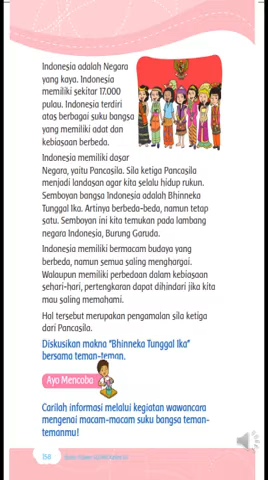 Indonesia adalah Negara
yang kaya. Indonesia
memiliki sekitar 17.000
pulau. Indonesia terdiri
atas berbagai suku bangsa
yang memiliki adat dan
kebiasaan berbeda.
Indonesia memiliki dasar
Negara, yaitu Pancasila. Sila ketiga Pancasila
menjadi landasan agar kita selalu hidup rukun.
Semboyan bangsa Indonesia adalah Bhinneka
Tunggal Ika. Artinya berbeda-beda, namun tetap
satu. Semboyan ini kita temukan pada lambang
negara Indonesia, Burung Garuda.
Indonesia memiliki bermacam budaya yang
berbeda, namun semua saling menghargai.
Walaupun memiliki perbedaan dalam kebiasaan
sehari-hari, pertengkaran dapat dihindari jika kita
mau saling memahami.
Hal tersebut merupakan pengamalan sila ketiga
dari Pancasila.
Diskusikan makna "Bhinneka Tunggal Ika"
bersama teman-teman.
Ayo Mencoba
Carilah informasi melalui kegiatan wawancara
mengenai macam-macam suku bangsa teman-
temanmu!
158